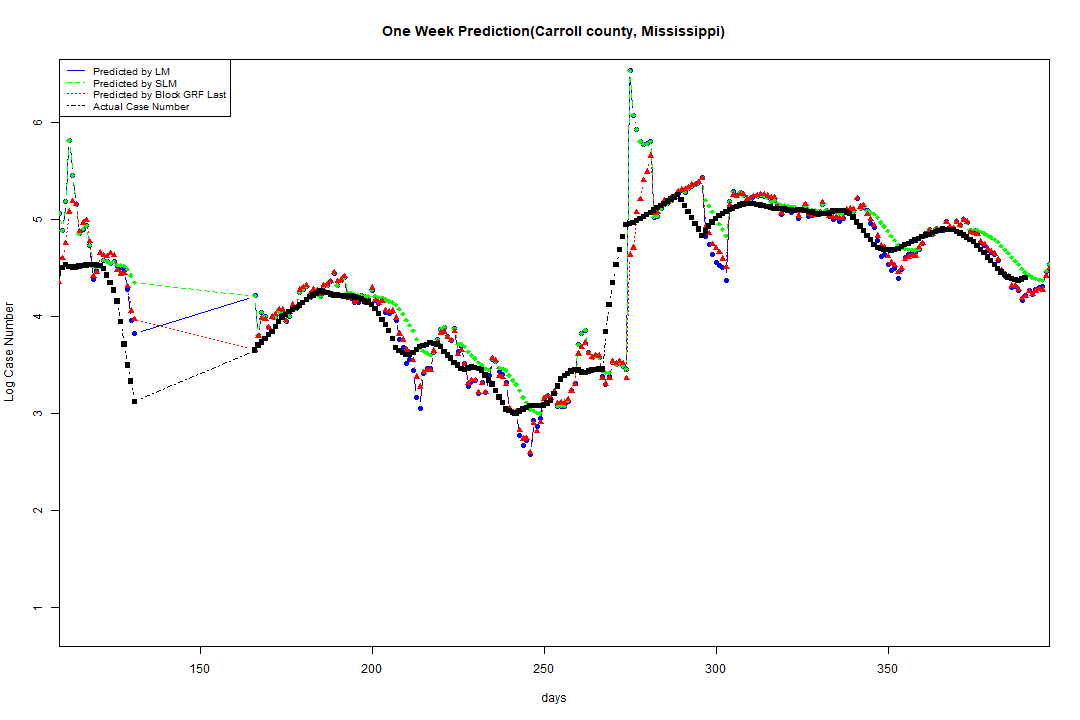 One Week Prediction(Carroll county, Mississippi)
Predicted by LM
Predicted by SLM
Predicted by Block GRF Last
Actual Case Number
6
5
4
3
2
1
Log Case Number
150 200 250 300 350
days